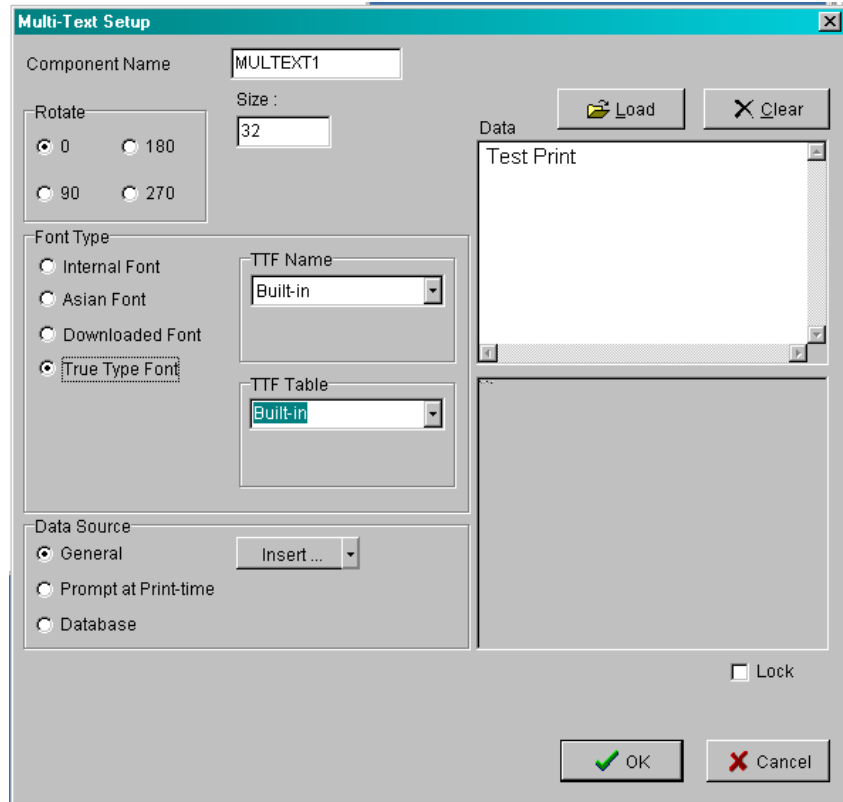 Multi-Text Setup
Component Name MULTEXT1
Rotate
0 180
90 270
Size :
32
Load Clear
Data
Test Print
Font Type
Internal Font
Asian Font
Downloaded Font
True Type Font
TTF Name
Built-in
TTF Table
Built-in
Data Source
General Insert ...
Prompt at Print-time
Database
Lock
OK Cancel